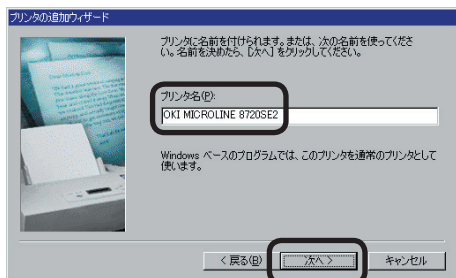 プリンタの追加ウィザード
プリンタに名前を付けられます。または、次の名前を使ってくださ
い。名前を決めたら、[次へ] をクリックしてください。
プリンタ名(P):
OKI MICROLINE 8720SE2
Windows ベースのプログラムでは、このプリンタを通常のプリンタとして
使います。
< 戻る(B)
次へ >
キャンセル